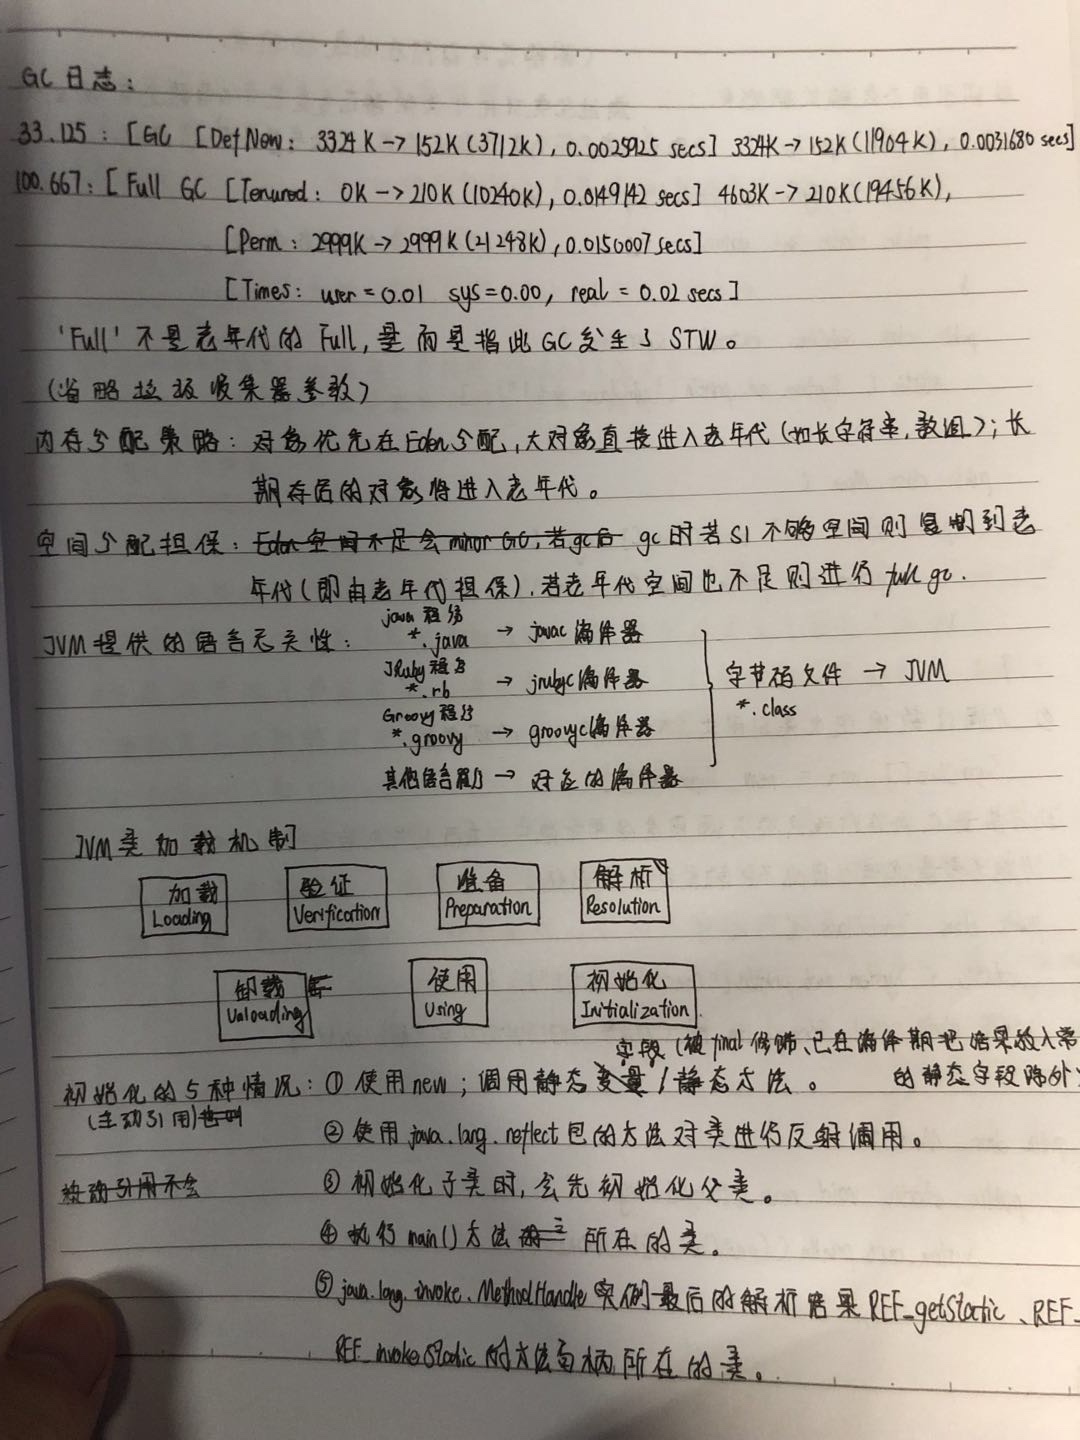 GC日志：
33.125：[GC [DefNew: 3324K→152K(3712K), 0.0025925 secs] 3324K→152K(11904K), 0.0031680 secs]
100.667：[Full GC [Tenured: 0K→210K(10240K), 0.0149142 secs] 4603K→210K(19456K),
[Perm: 2999K→2999K(21248K), 0.0150007 secs]
[Times: user=0.01 sys=0.00, real=0.02 secs]
'Full'不是老年代的Full,而是指此GC发生了STW。
(省略垃圾收集器参数)
内存分配策略：对象优先在Eden分配,大对象直接进入老年代(如长字符串,数组);长
期存活的对象将进入老年代。
空间分配担保：Eden空间不足会minor GC,若gc后 gc时若S1不够空间则复制到老
年代(即由老年代担保).若老年代空间也不足则进行full gc.
JVM提供的语言无关性：
java程序
*.java → javac编译器
JRuby程序
*.rb → jrubyc编译器
字节码文件 → JVM
*.class
Groovy程序
*.groovy → groovyc编译器
其他语言程序 → 对应的编译器
JVM类加载机制
加载 验证 准备 解析
Loading Verification Preparation Resolution
卸载 使用 初始化
Unloading Using Initialization
字段(被final修饰、已在编译期把结果放入常
的静态字段除外
初始化的5种情况：①使用new;调用静态变量/静态方法。
(主动引用)
②使用java.lang.reflect包的方法对类进行反射调用。
被动引用不会
③初始化子类时,会先初始化父类。
④执行main()方法 所在的类。
⑤java.lang.invoke.MethodHandle实例最后的解析结果REF_getStatic、REF_
REF_invokeStatic的方法句柄所在的类。